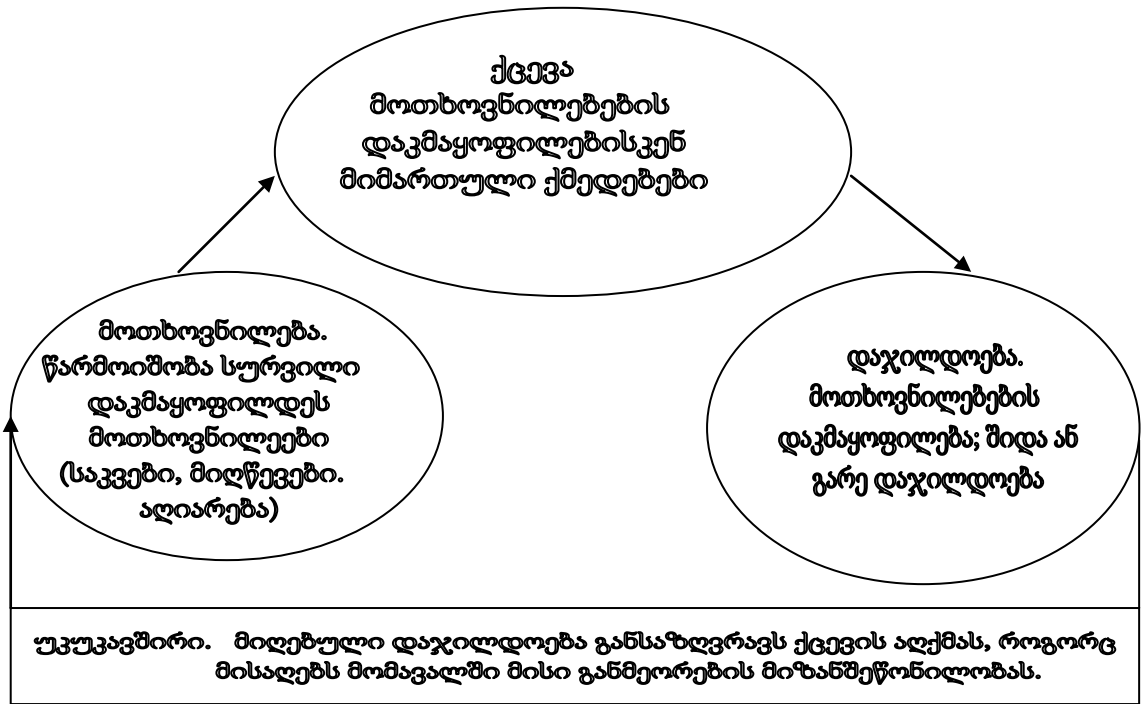 ქცევა
მოთხოვნილებების
დაკმაყოფილებისკენ
მიმართული ქმედებები
მოთხოვნილება.
წარმოიშობა სურვილი
დაკმაყოფილდეს
მოთხოვნილეები
(საკვები, მიღწევები.
აღიარება)
დაჯილდოება.
მოთხოვნილებების
დაკმაყოფილება; შიდა ან
გარე დაჯილდოება
უკუკავშირი. მიღებული დაჯილდოება განსაზღვრავს ქცევის აღქმას, როგორც
მისაღებს მომავალში მისი განმეორების მიზანშეწონილობას.